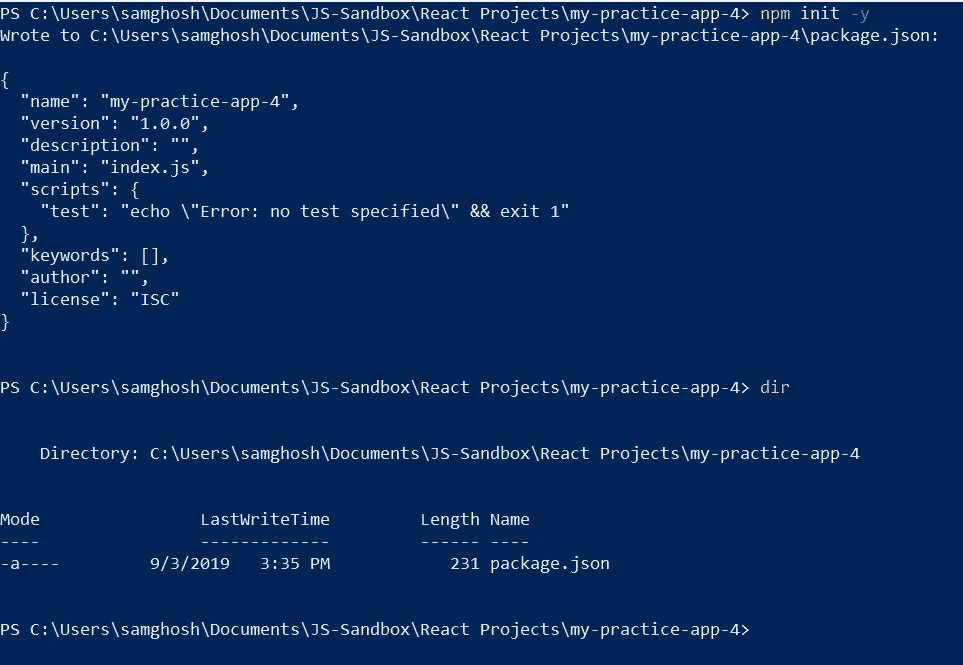 PS C:\Users\samghosh\Documents\JS-Sandbox\React Projects\my-practice-app-4> npm init -y
Wrote to C:\Users\samghosh\Documents\JS-Sandbox\React Projects\my-practice-app-4\package.json:
{
  "name": "my-practice-app-4",
  "version": "1.0.0",
  "description": "",
  "main": "index.js",
  "scripts": {
    "test": "echo \"Error: no test specified\" && exit 1"
  },
  "keywords": [],
  "author": "",
  "license": "ISC"
}
PS C:\Users\samghosh\Documents\JS-Sandbox\React Projects\my-practice-app-4> dir
    Directory: C:\Users\samghosh\Documents\JS-Sandbox\React Projects\my-practice-app-4
Mode                LastWriteTime         Length Name
----                -------------         ------ ----
-a----         9/3/2019   3:35 PM            231 package.json
PS C:\Users\samghosh\Documents\JS-Sandbox\React Projects\my-practice-app-4>